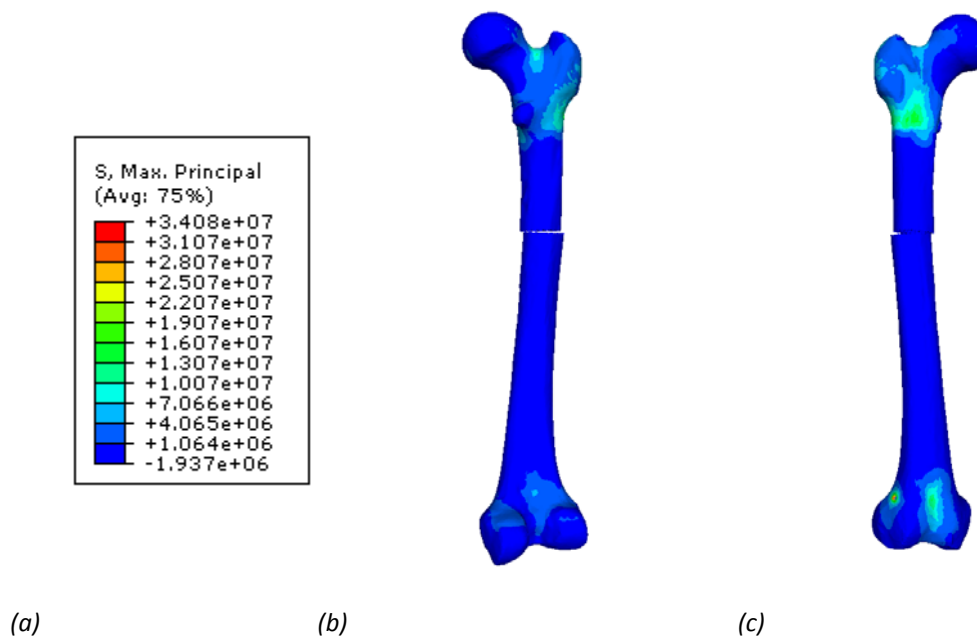 S, Max. Principal
(Avg: 75%)
+3.408e+07
+3.107e+07
+2.807e+07
+2.507e+07
+2.207e+07
+1.907e+07
+1.607e+07
+1.307e+07
+1.007e+07
+7.066e+06
+4.065e+06
+1.064e+06
-1.937e+06
(a) (b) (c)